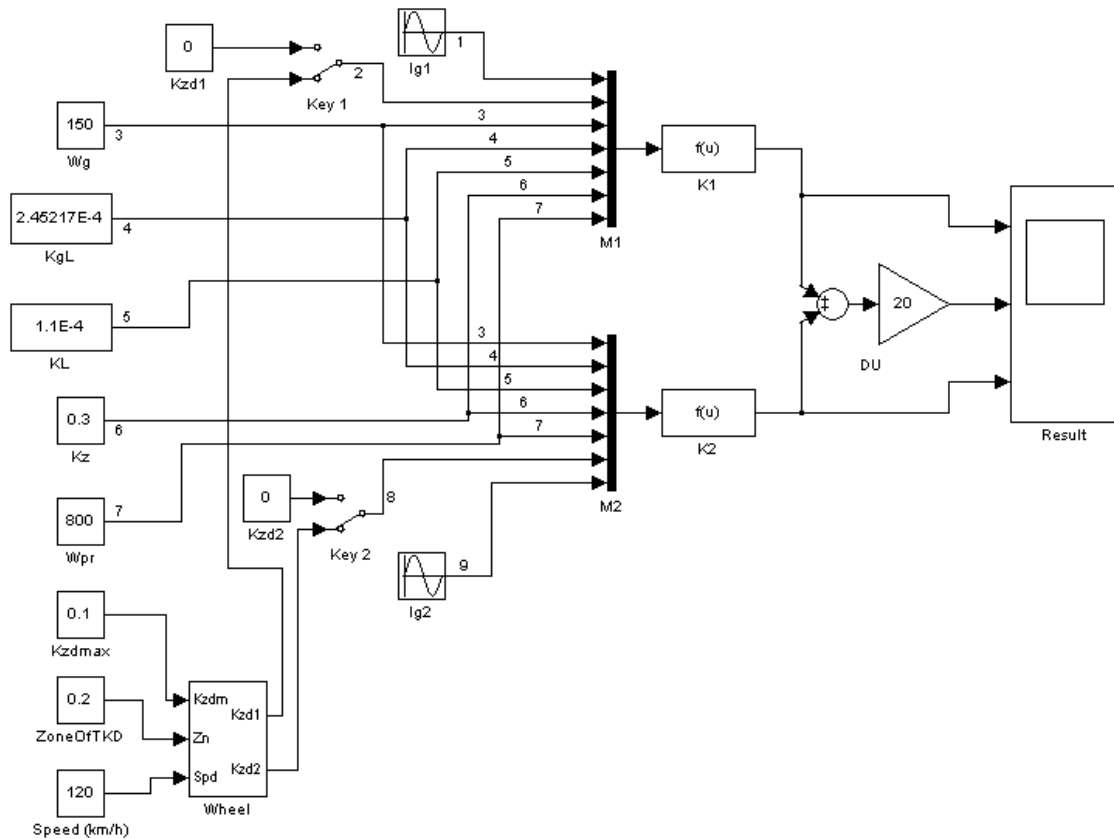 0
Kzd1
Key 1
2
Ig1
1
150
3
Wg
3
4
5
6
7
M1
f(u)
K1
2.45217E-4
4
KgL
1.1E-4
5
KL
20
DU
Result
3
4
5
6
7
8
M2
f(u)
K2
0.3
6
Kz
0
Kzd2
Key 2
800
7
Wpr
9
Ig2
0.1
Kzdmax
0.2
ZoneOfTKD
120
Speed (km/h)
Kzdm
Zn
Spd
Kzd1
Kzd2
Wheel